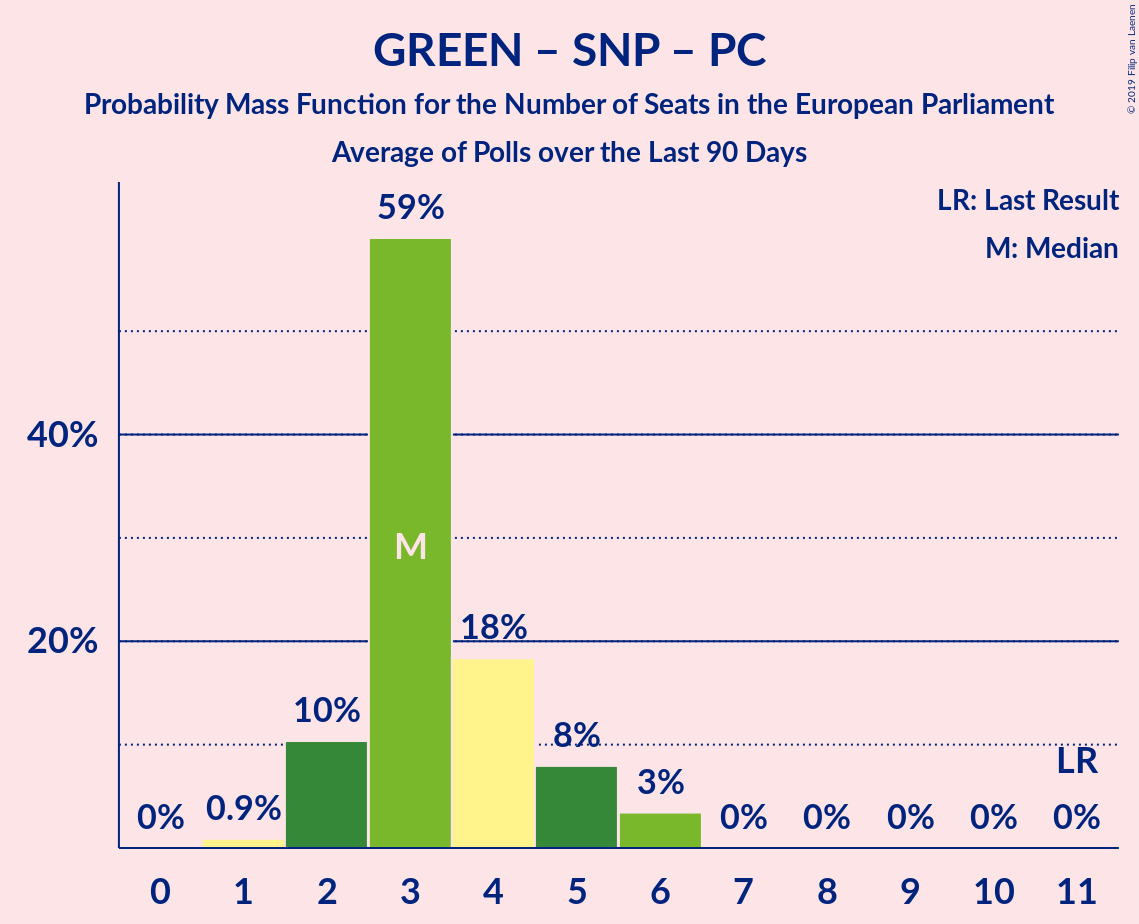 GREEN – SNP – PC
Probability Mass Function for the Number of Seats in the European Parliament
Average of Polls over the Last 90 Days
© 2019 Filip van Laenen
LR: Last Result
M: Median
59%
40%
M
18%
20%
10%
8%
LR
3%
0.9%
0%
0%
0%
0%
0%
0%
0 1 2 3 4 5 6 7 8 9 10 11